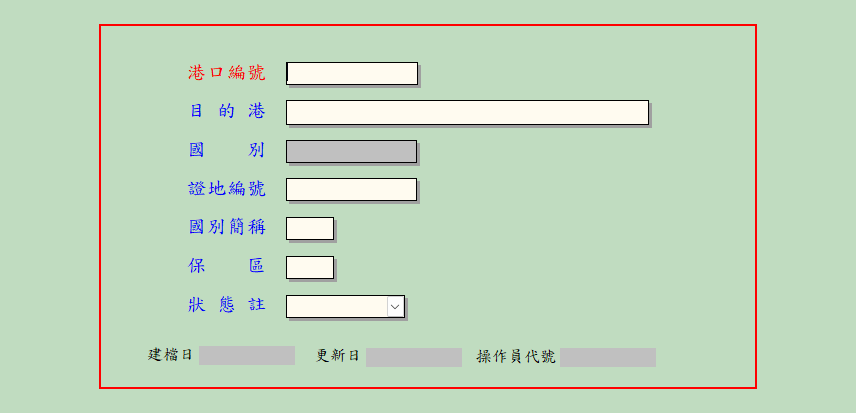 港口編號
目的港
國別
證地編號
國別簡稱
保區
狀態註
建檔日 更新日 操作員代號